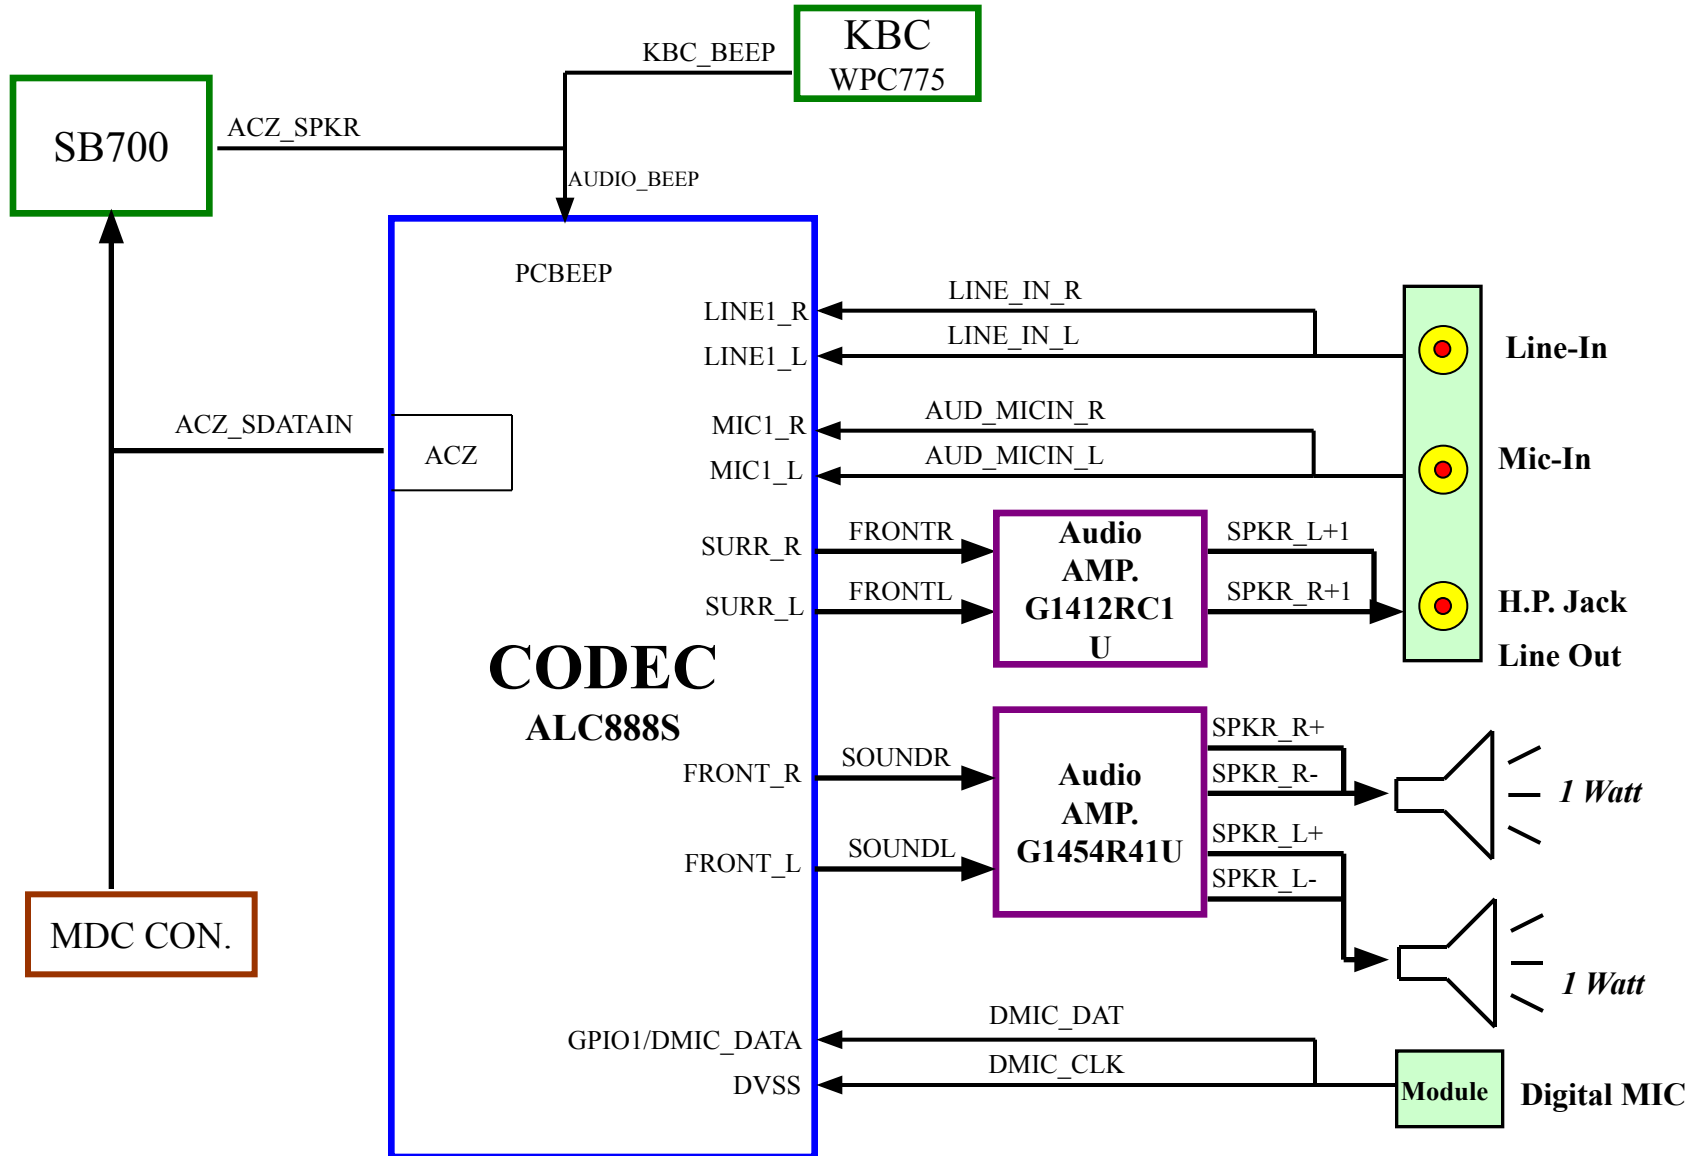 KBC
WPC775
KBC_BEEP
SB700
ACZ_SPKR
AUDIO_BEEP
PCBEEP
LINE1_R
LINE_IN_R
LINE1_L
LINE_IN_L
Line-In
ACZ_SDATAIN
ACZ
MIC1_R
AUD_MICIN_R
MIC1_L
AUD_MICIN_L
Mic-In
SURR_R
FRONTR
SURR_L
FRONTL
Audio
AMP.
G1412RC1
U
SPKR_L+1
SPKR_R+1
H.P. Jack
Line Out
CODEC
ALC888S
FRONT_R
SOUNDR
FRONT_L
SOUNDL
Audio
AMP.
G1454R41U
SPKR_R+
SPKR_R-
SPKR_L+
SPKR_L-
1 Watt
1 Watt
MDC CON.
GPIO1/DMIC_DATA
DMIC_DAT
DVSS
DMIC_CLK
Module
Digital MIC